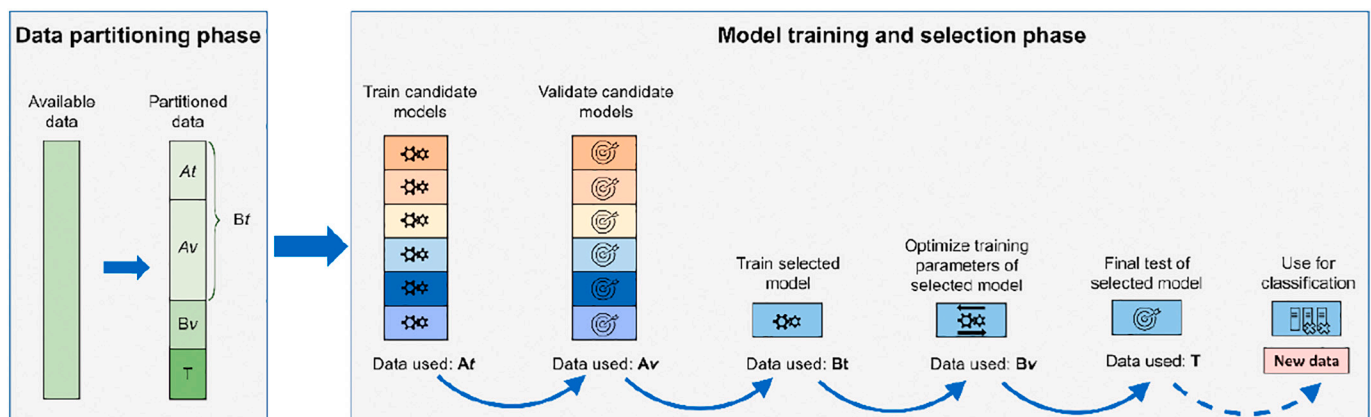 Data partitioning phase
Available
data
Partitioned
data
At
Av
Bt
Bv
T
Model training and selection phase
Train candidate
models
Data used: At
Validate candidate
models
Data used: Av
Train selected
model
Data used: Bt
Optimize training
parameters of
selected model
Data used: Bv
Final test of
selected model
Data used: T
Use for
classification
New data